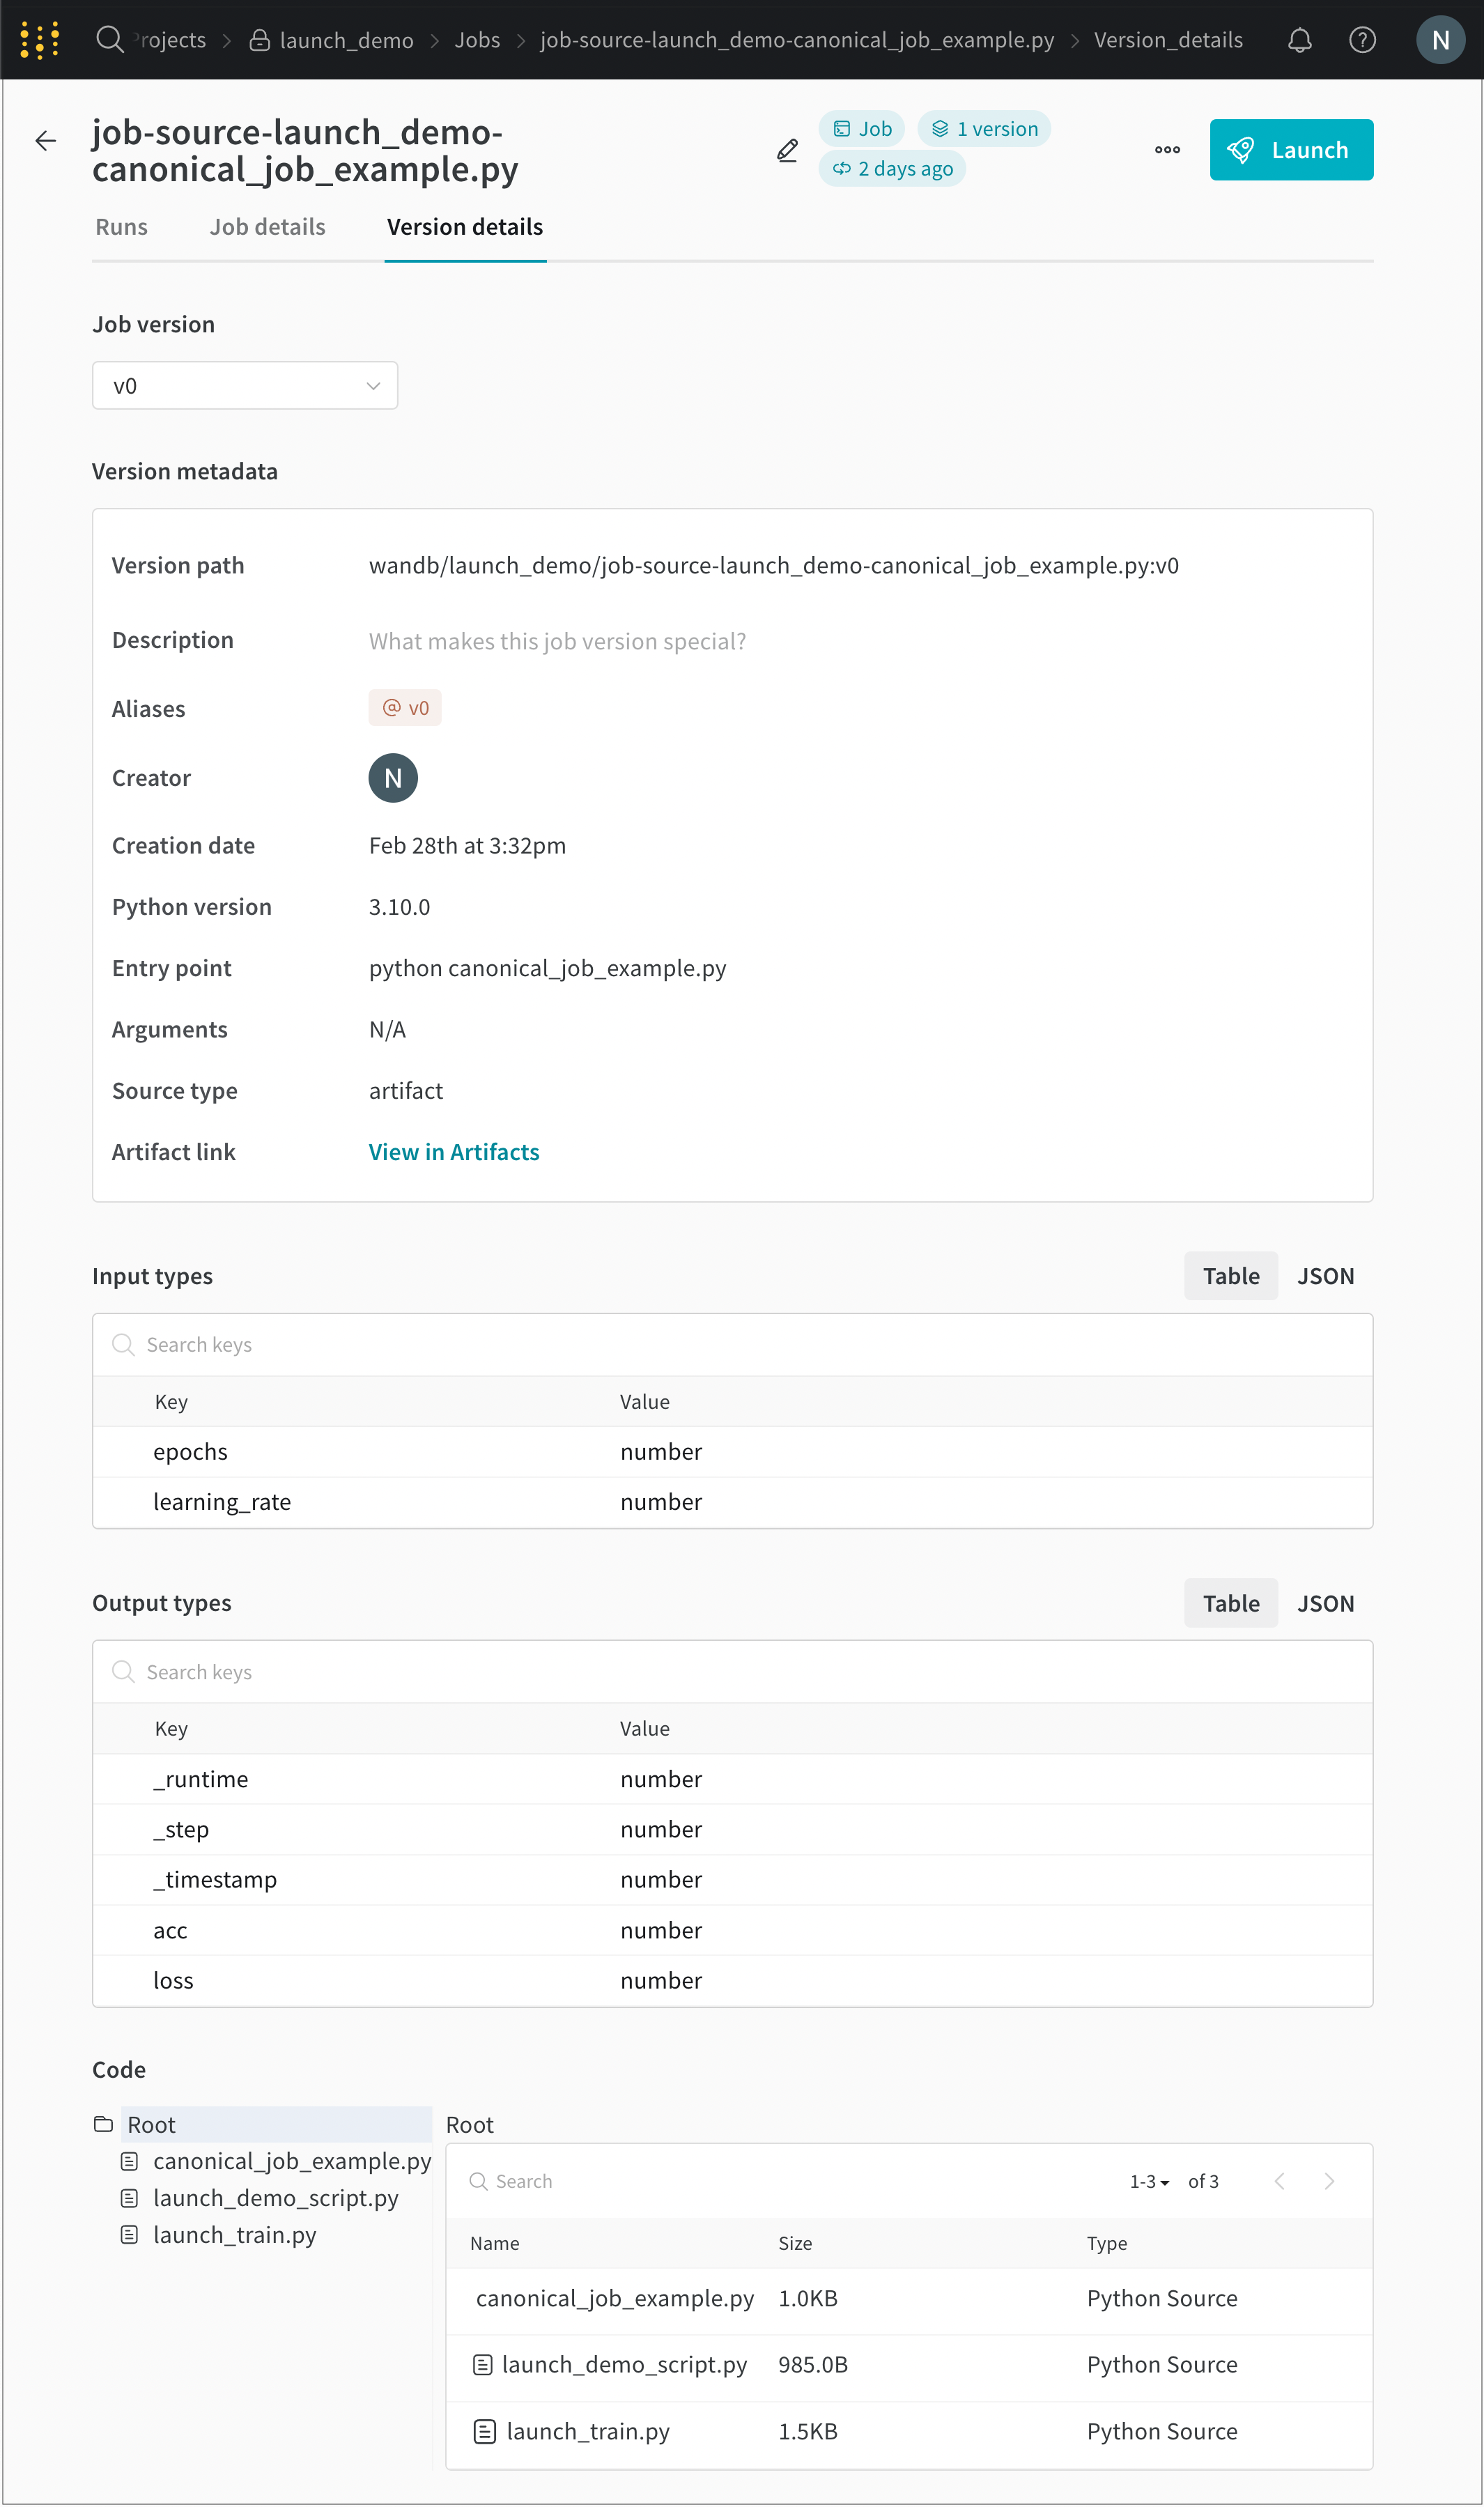 rojects > launch_demo > Jobs > job-source-launch_demo-canonical_job_example.py > Version_details N
job-source-launch_demo-
canonical_job_example.py
Job 1 version
2 days ago
Launch
Runs Job details Version details
Job version
v0
Version metadata
Version path wandb/launch_demo/job-source-launch_demo-canonical_job_example.py:v0
Description What makes this job version special?
Aliases @ v0
Creator N
Creation date Feb 28th at 3:32pm
Python version 3.10.0
Entry point python canonical_job_example.py
Arguments N/A
Source type artifact
Artifact link View in Artifacts
Input types Table JSON
Search keys
Key Value
epochs number
learning_rate number
Output types Table JSON
Search keys
Key Value
_runtime number
_step number
_timestamp number
acc number
loss number
Code
Root
canonical_job_example.py
launch_demo_script.py
launch_train.py
Root
Search 1-3 of 3
Name Size Type
canonical_job_example.py 1.0KB Python Source
launch_demo_script.py 985.0B Python Source
launch_train.py 1.5KB Python Source